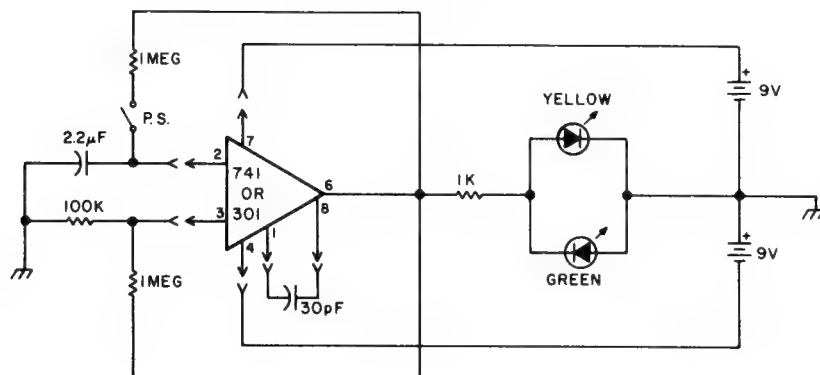 1MEG
P.S.
2.2µF
100K
1MEG
2
3
741
OR
301
7
4
1
6
8
30pF
1K
YELLOW
GREEN
+
9V
+
9V